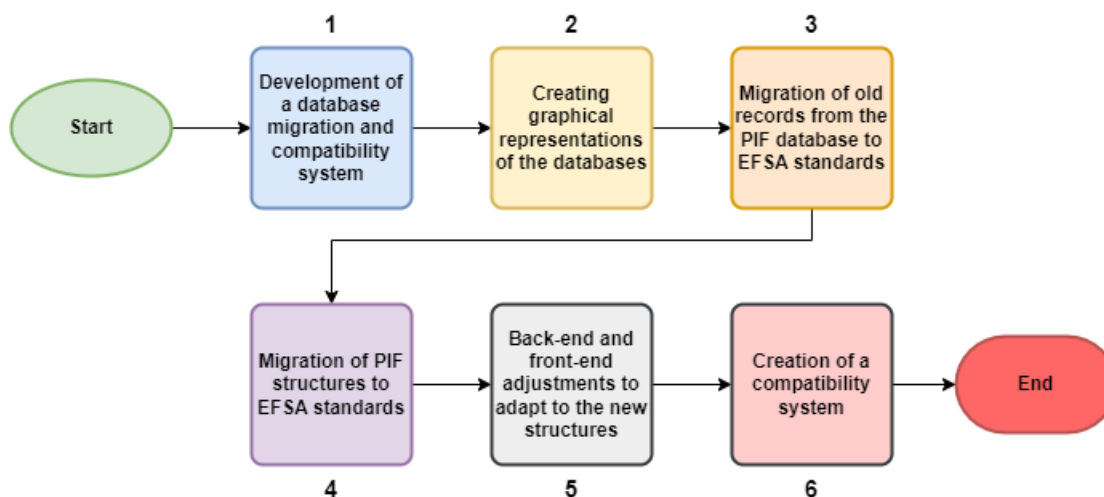 1
2
3
Start
Development of
a database
migration and
compatibility
system
Creating
graphical
representations
of the databases
Migration of old
records from the
PIF database to
EFSA standards
Migration of PIF
structures to
EFSA standards
Back-end and
front-end
adjustments to
adapt to the new
structures
Creation of a
compatibility
system
End
4
5
6